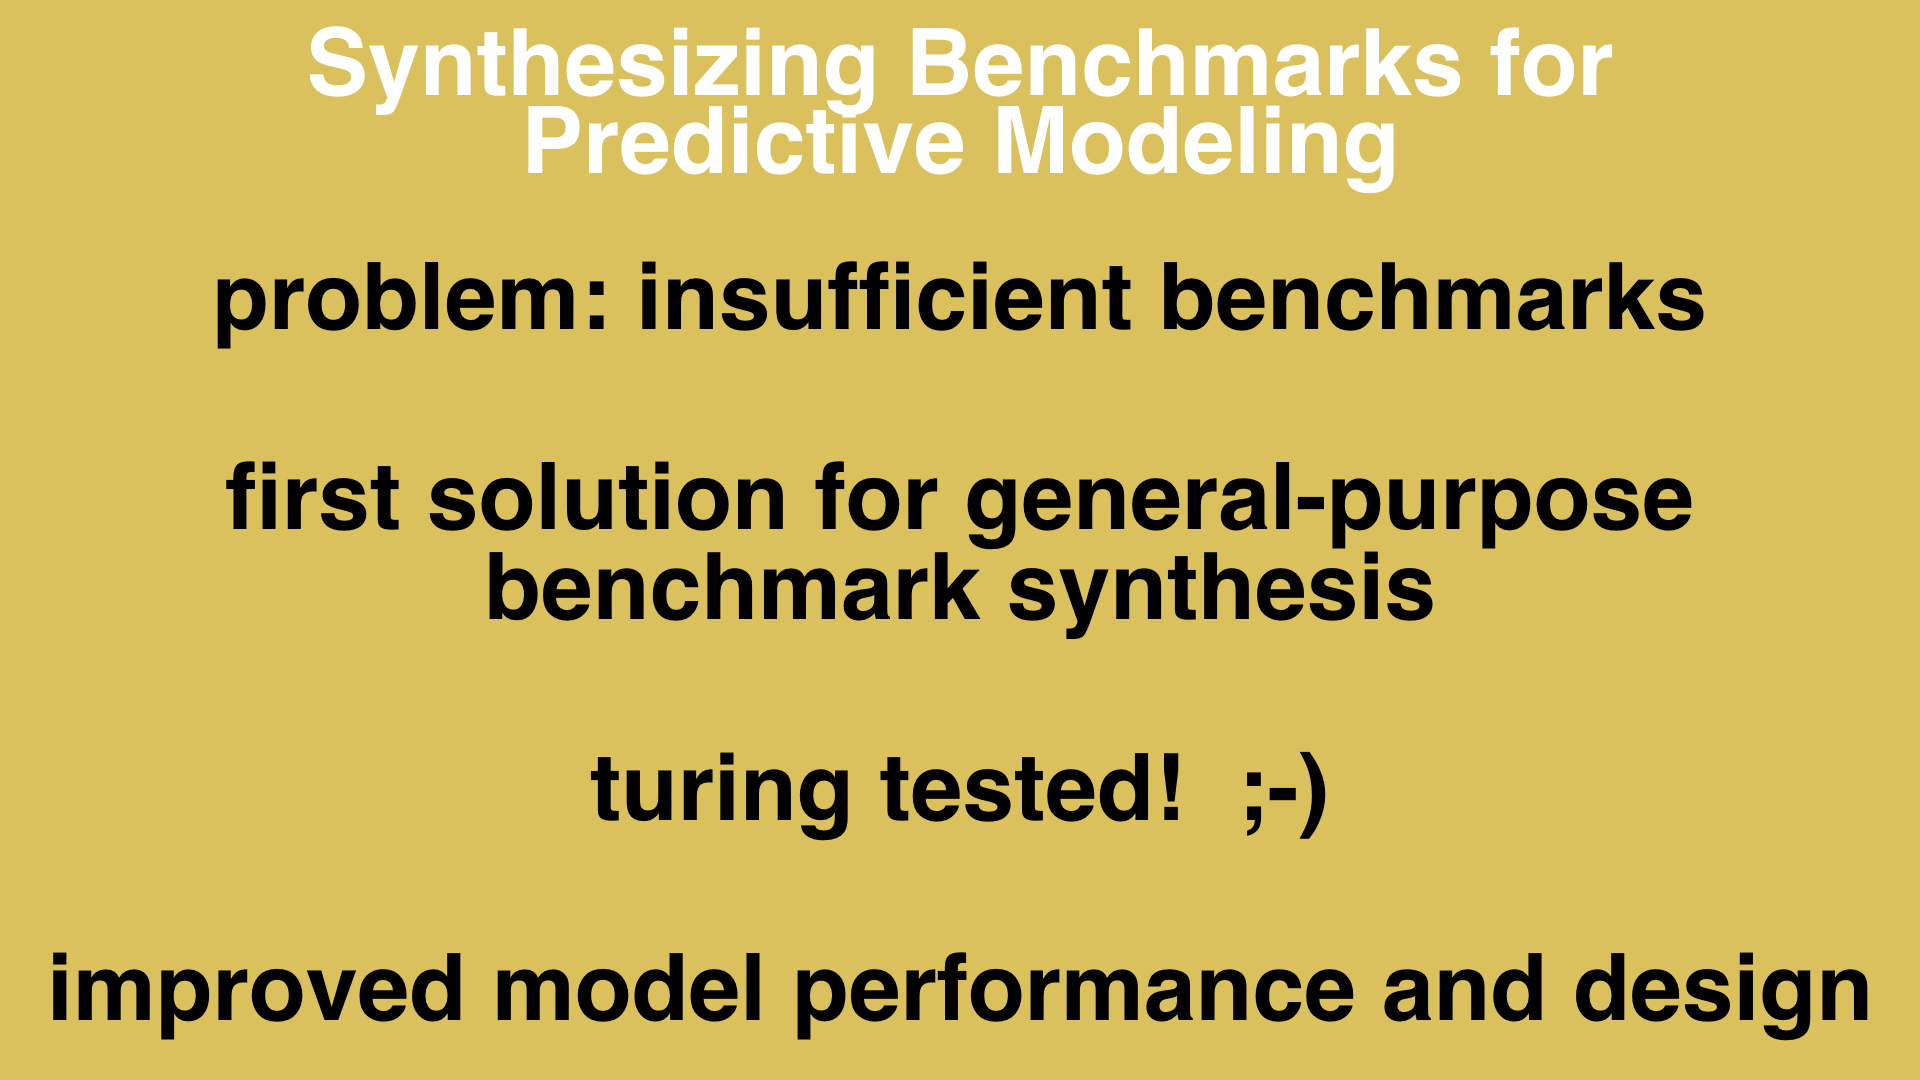 Synthesizing Benchmarks for
Predictive Modeling
problem: insufficient benchmarks
first solution for general-purpose
benchmark synthesis
turing tested!  ;-)
improved model performance and design